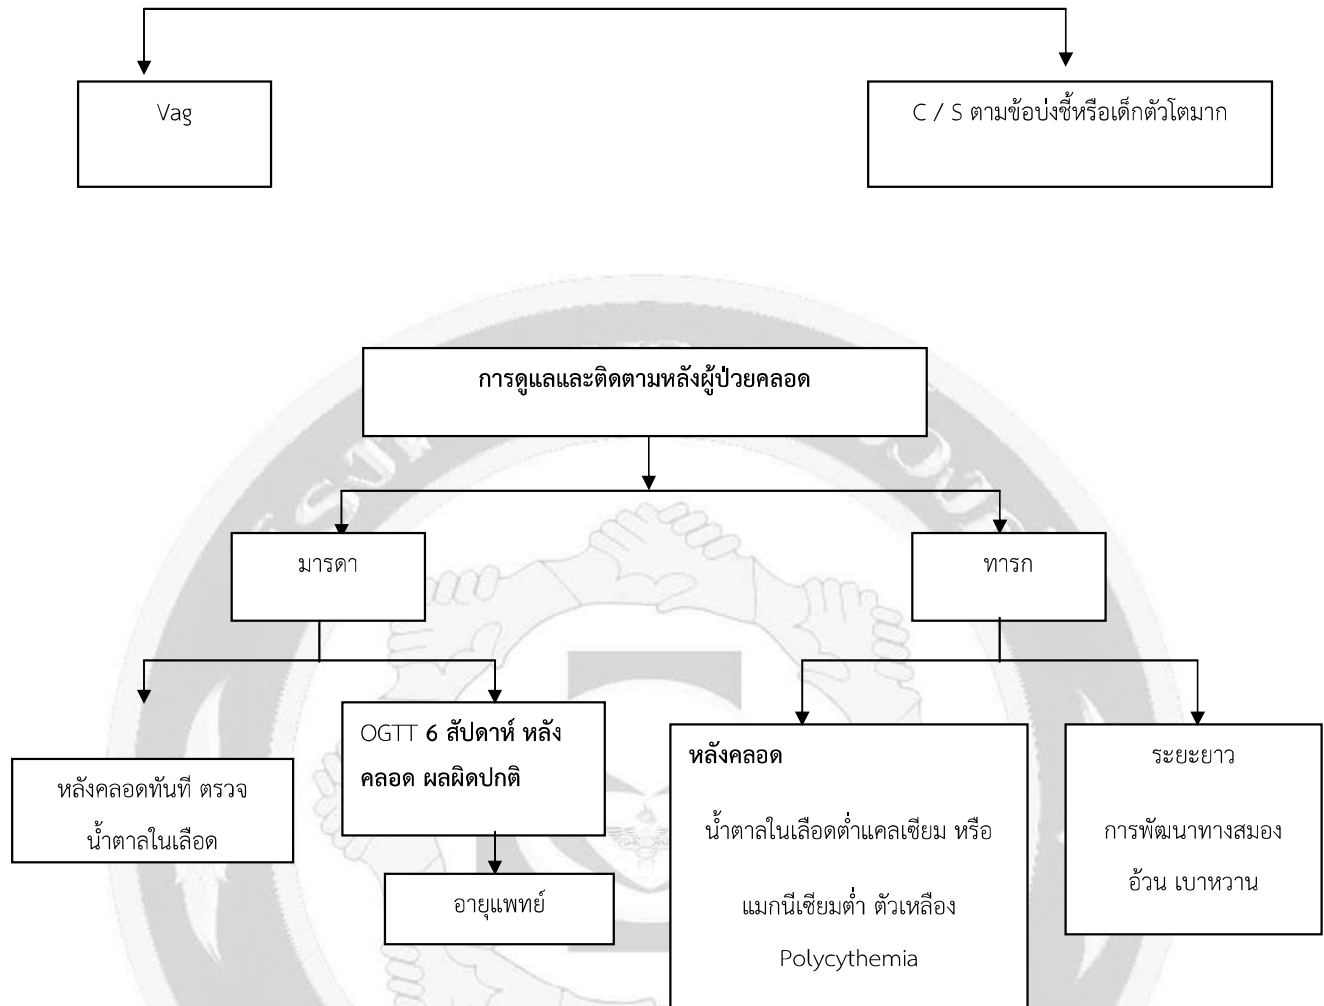 Vag
C / S ตามข้อบ่งชี้หรือเด็กตัวโตมาก
การดูแลและติดตามหลังผู้ป่วยคลอด
มารดา
ทารก
หลังคลอดทันที ตรวจ
น้ำตาลในเลือด
OGTT 6 สัปดาห์ หลัง
คลอด ผลผิดปกติ
อายุแพทย์
หลังคลอด
น้ำตาลในเลือดต่ำแคลเซียม หรือ
แมกนีเซียมต่ำ ตัวเหลือง
Polycythemia
ระยะยาว
การพัฒนาทางสมอง
อ้วน เบาหวาน